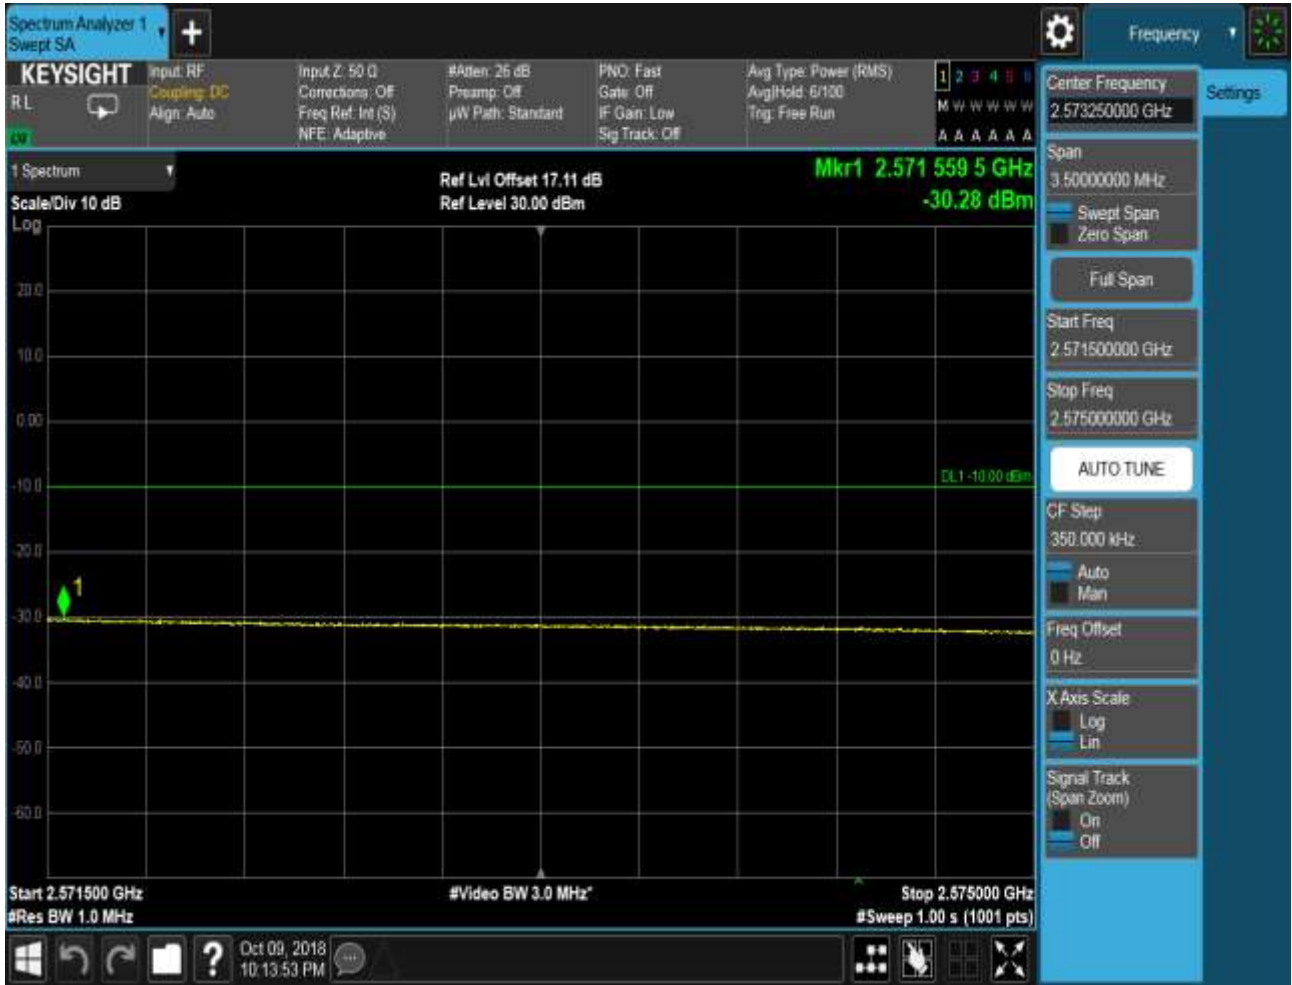 Spectrum Analyzer 1
Swept SA
+
Frequency
KEYSIGHT
RL
LXI
Input: RF
Coupling: DC
Align: Auto
Input Z: 50 Ω
Corrections: Off
Freq Ref: Int (S)
NFE: Adaptive
#Atten: 26 dB
Preamp: Off
µW Path: Standard
PNO: Fast
Gate: Off
IF Gain: Low
Sig Track: Off
Avg Type: Power (RMS)
Avg|Hold: 6/100
Trig: Free Run
1 2 3 4 5 6
M W W W W W
A A A A A A
1 Spectrum
Scale/Div 10 dB
Log
Ref Lvl Offset 17.11 dB
Ref Level 30.00 dBm
Mkr1 2.571 559 5 GHz
-30.28 dBm
20.0
10.0
0.00
-10.0
-20.0
-30.0
-40.0
-50.0
-60.0
DL1 -10.00 dBm
1
Start 2.571500 GHz
#Res BW 1.0 MHz
#Video BW 3.0 MHz*
Stop 2.575000 GHz
#Sweep 1.00 s (1001 pts)
?
Oct 09, 2018
10:13:53 PM
Center Frequency
2.573250000 GHz
Settings
Span
3.50000000 MHz
Swept Span
Zero Span
Full Span
Start Freq
2.571500000 GHz
Stop Freq
2.575000000 GHz
AUTO TUNE
CF Step
350.000 kHz
Auto
Man
Freq Offset
0 Hz
X Axis Scale
Log
Lin
Signal Track
(Span Zoom)
On
Off